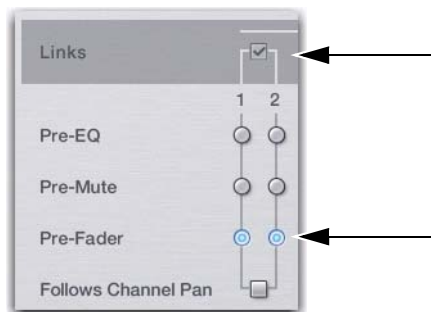 Links
1 2
Pre-EQ
Pre-Mute
Pre-Fader
Follows Channel Pan